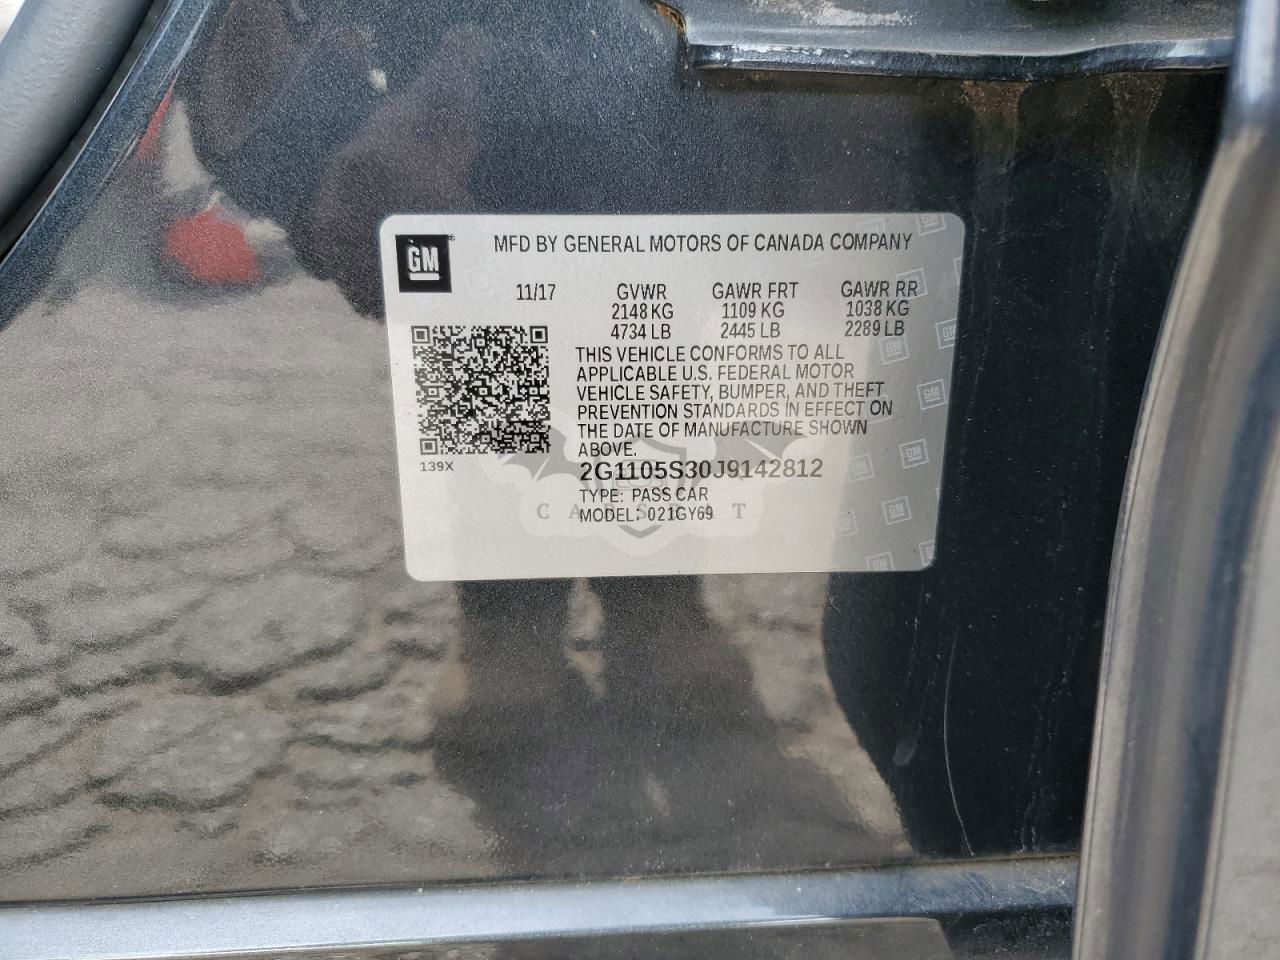 GM
MFD BY GENERAL MOTORS OF CANADA COMPANY
11/17 GVWR GAWR FRT GAWR RR
2148 KG 1109 KG 1038 KG
4734 LB 2445 LB 2289 LB
THIS VEHICLE CONFORMS TO ALL
APPLICABLE U.S. FEDERAL MOTOR
VEHICLE SAFETY, BUMPER, AND THEFT
PREVENTION STANDARDS IN EFFECT ON
THE DATE OF MANUFACTURE SHOWN
ABOVE.
139X
2G1105S30J9142812
TYPE: PASS CAR
MODEL: 021GY69